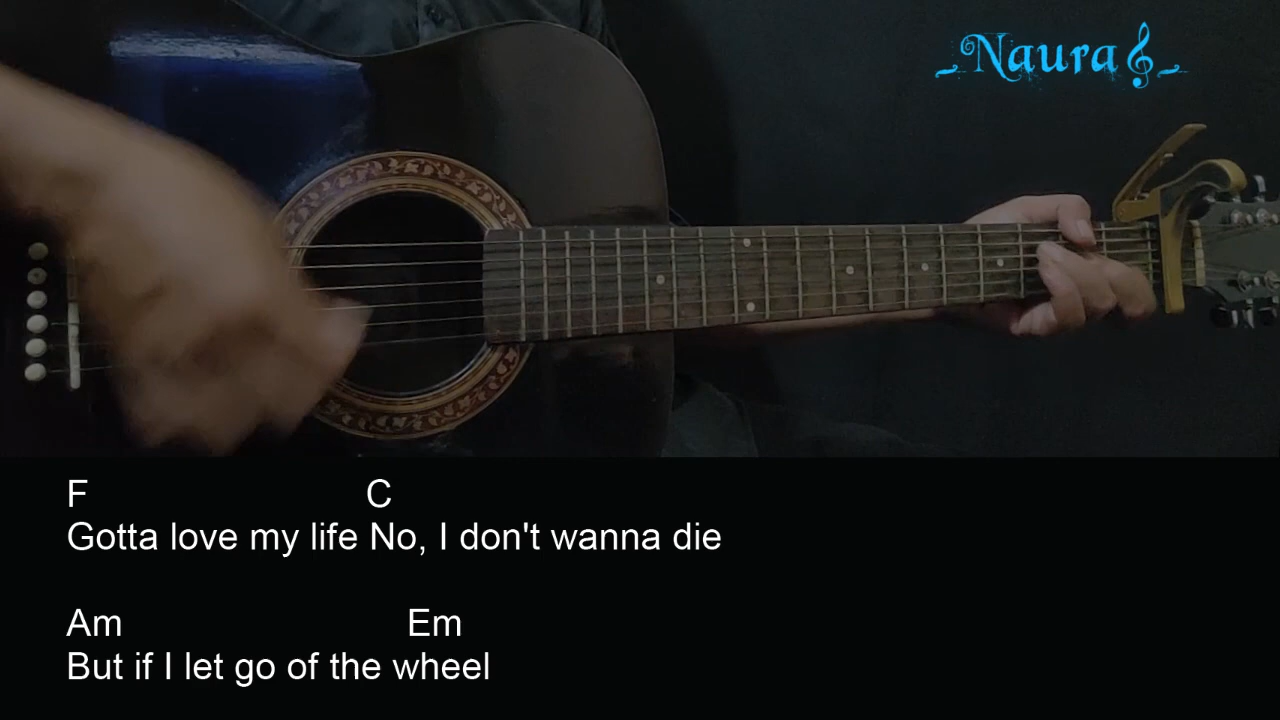 Naura
F C
Gotta love my life No, I don't wanna die
Am Em
But if I let go of the wheel